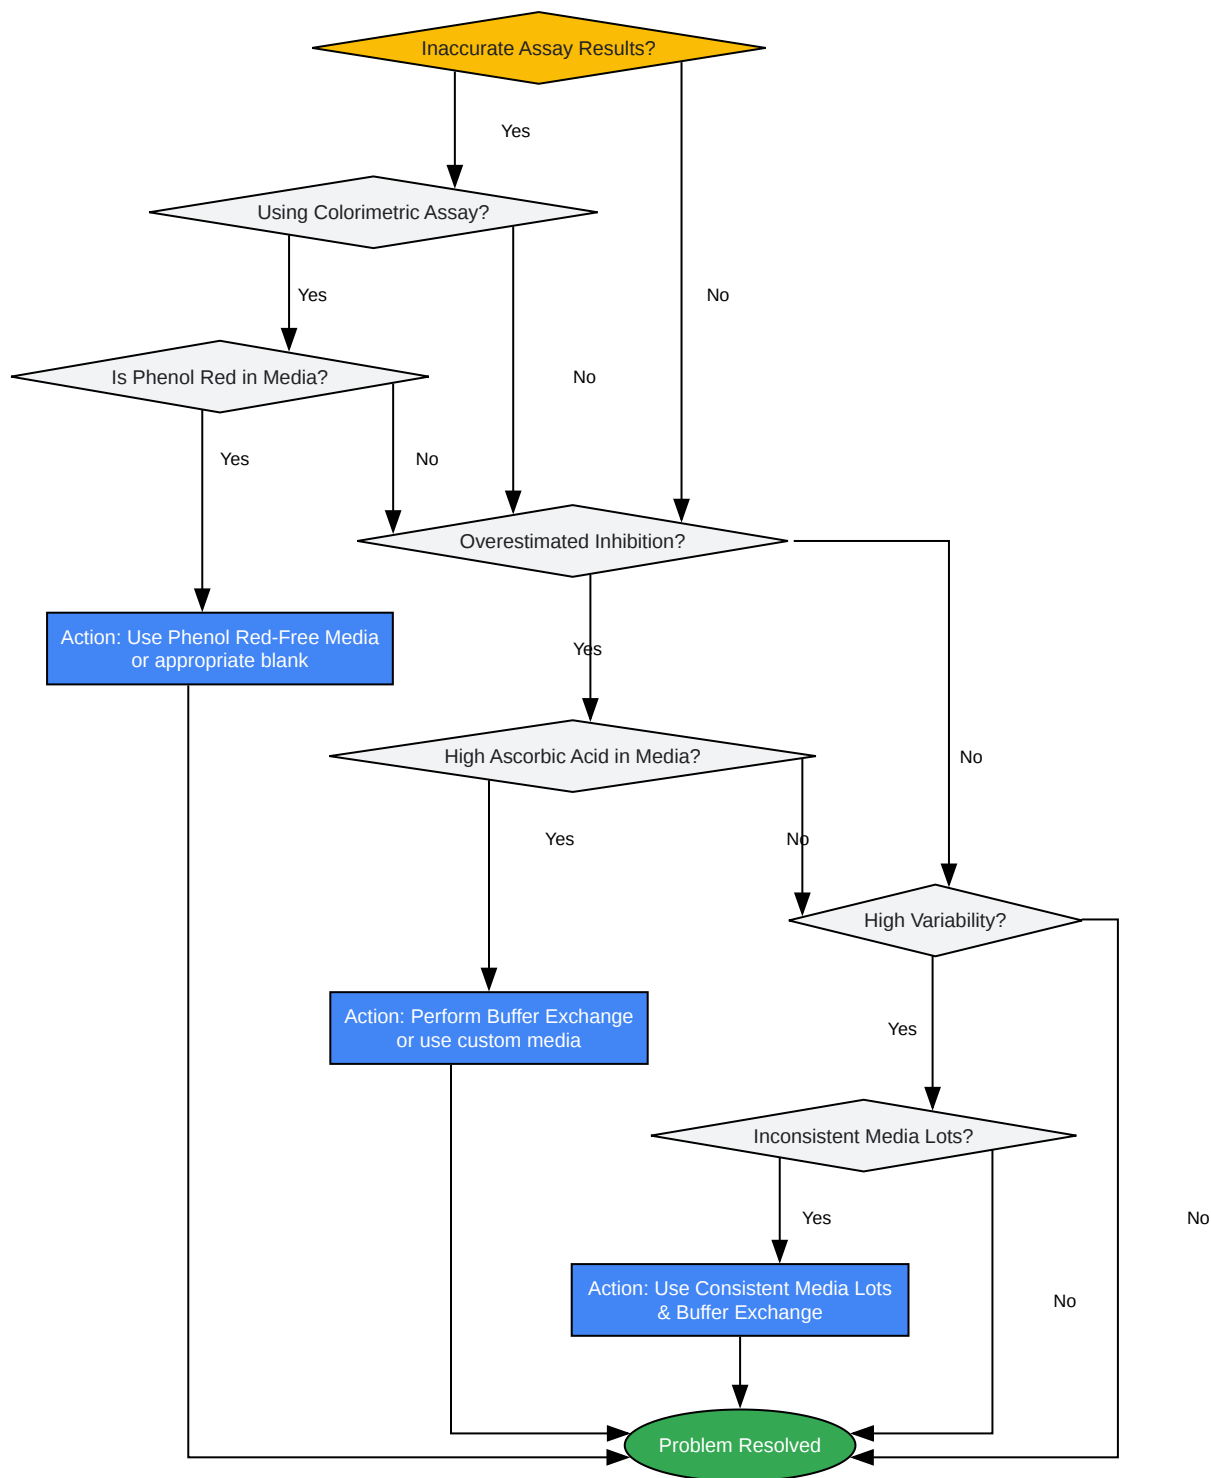 Inaccurate Assay Results?
Yes
Using Colorimetric Assay?
Yes
No
Is Phenol Red in Media?
No
Yes
No
Overestimated Inhibition?
Action: Use Phenol Red-Free Media
or appropriate blank
Yes
High Ascorbic Acid in Media?
No
Yes
No
High Variability?
Action: Perform Buffer Exchange
or use custom media
Yes
Inconsistent Media Lots?
Yes
No
Action: Use Consistent Media Lots
& Buffer Exchange
No
Problem Resolved